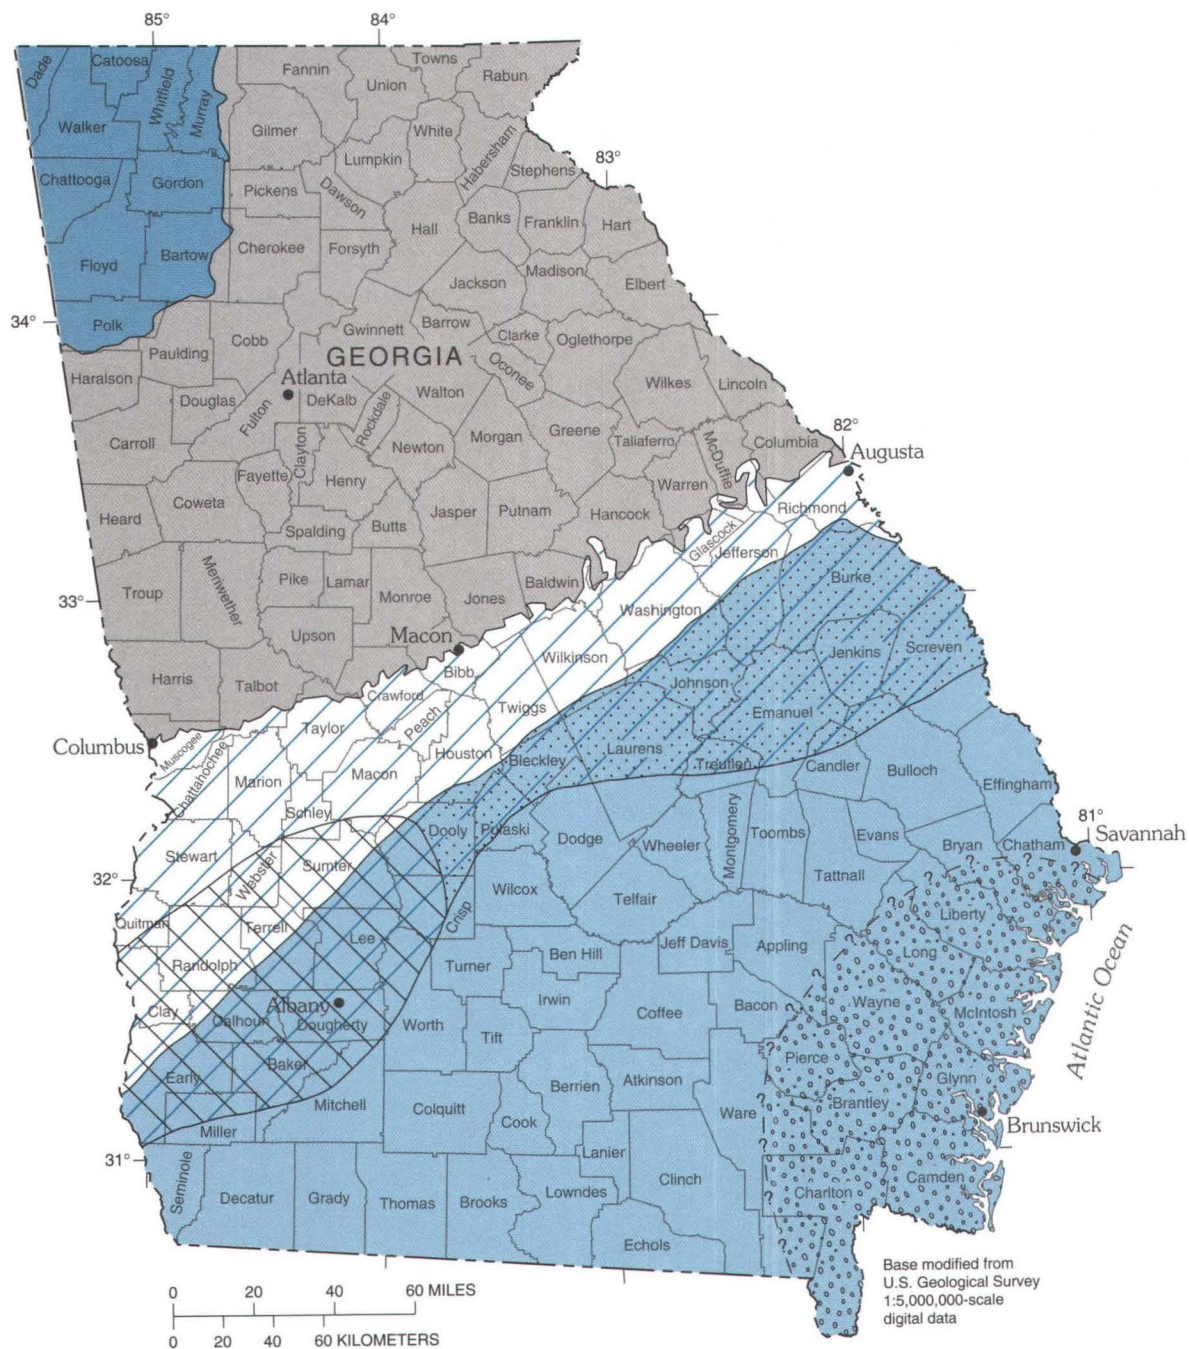 85°
84°
Dade
Catoosa
Whitfield
Murray
Fannin
Towns
Union
Rabun
Walker
Gilmer
White
Habersham
Lumpkin
83°
Chattooga
Gordon
Pickens
Dawson
Stephens
Hall
Banks
Franklin
Hart
Floyd
Bartow
Cherokee
Forsyth
Jackson
Madison
Elbert
34°
Polk
Paulding
Cobb
Gwinnett
Barrow
Clarke
Oglethorpe
GEORGIA
Oconee
Haralson
Atlanta
Douglas
Fulton
DeKalb
Rockdale
Walton
Wilkes
Lincoln
Carroll
Clayton
Newton
Morgan
Greene
Taliaferro
McDuffie
Columbia
82°
Augusta
Fayette
Henry
Warren
Heard
Coweta
Spalding
Butts
Jasper
Putnam
Hancock
Richmond
Glascock
Jefferson
Troup
Meriwether
Pike
Lamar
Monroe
Jones
Baldwin
Burke
33°
Washington
Upson
Macon
Bibb
Wilkinson
Jenkins
Screven
Harris
Talbot
Crawford
Johnson
Twiggs
Peach
Emanuel
Columbus
Muscogee
Taylor
Houston
Laurens
Bleckley
Treutlen
Candler
Bulloch
Chattahochee
Marion
Macon
Effingham
Schley
Dooly
Pulaski
Dodge
Wheeler
Montgomery
Toombs
Evans
81°
Savannah
Bryan
Chatham
? ?
Stewart
Webster
Sumter
32°
Wilcox
Telfair
Tattnall
?
Quitman
Terrell
Lee
Crisp
Liberty
Turner
Ben Hill
Jeff Davis
Appling
?
Long
Randolph
?
Clay
Albany
Calhoun
Dougherty
Worth
Tift
Irwin
Coffee
Bacon
?
Wayne
McIntosh
Atlantic Ocean
Early
Baker
?
Pierce
Mitchell
Colquitt
Cook
Berrien
Atkinson
Ware
?
Brantley
Glynn
Brunswick
Miller
?
31°
Seminole
Decatur
Grady
Thomas
Brooks
Lanier
Lowndes
Clinch
?
Charlton
Camden
Echols
?
Base modified from
U.S. Geological Survey
1:5,000,000-scale
digital data
0 20 40 60 MILES
0 20 40 60 KILOMETERS